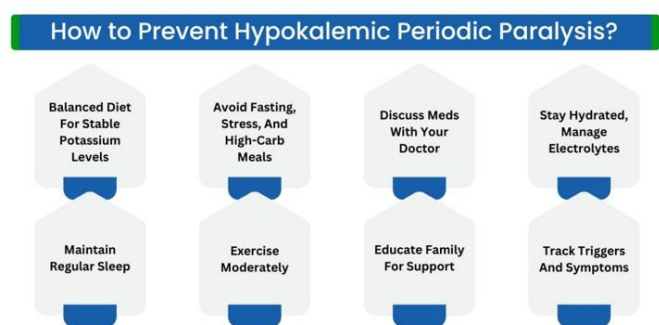 How to Prevent Hypokalemic Periodic Paralysis?
Balanced Diet
For Stable
Potassium
Levels
Avoid Fasting,
Stress, And
High-Carb
Meals
Discuss Meds
With Your
Doctor
Stay Hydrated,
Manage
Electrolytes
Maintain
Regular Sleep
Exercise
Moderately
Educate Family
For Support
Track Triggers
And Symptoms